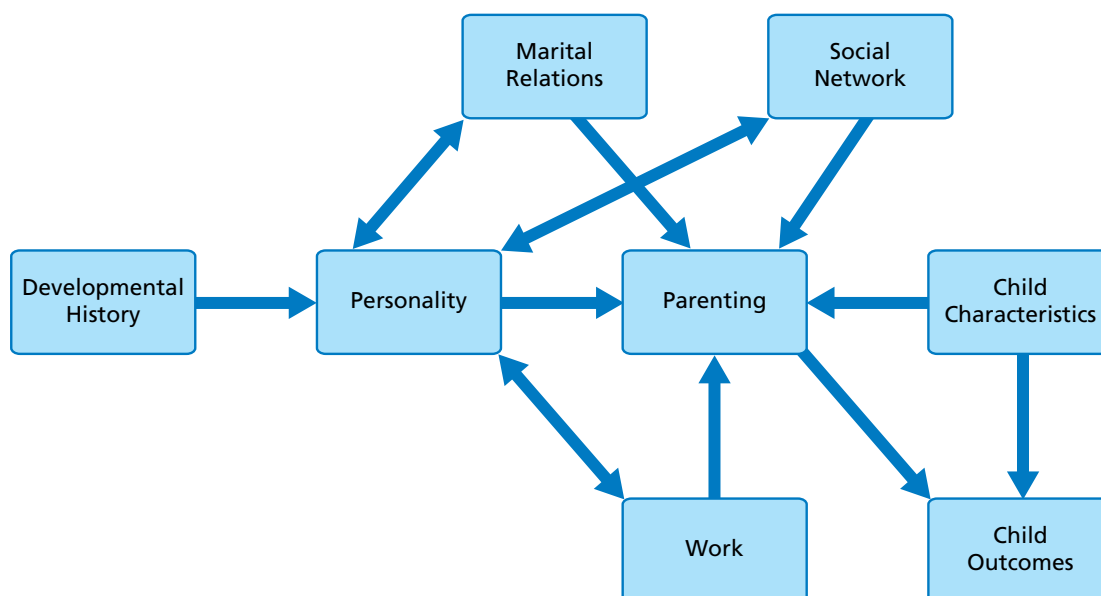 Marital
Relations
Social
Network
Developmental
History
Personality
Parenting
Child
Characteristics
Work
Child
Outcomes